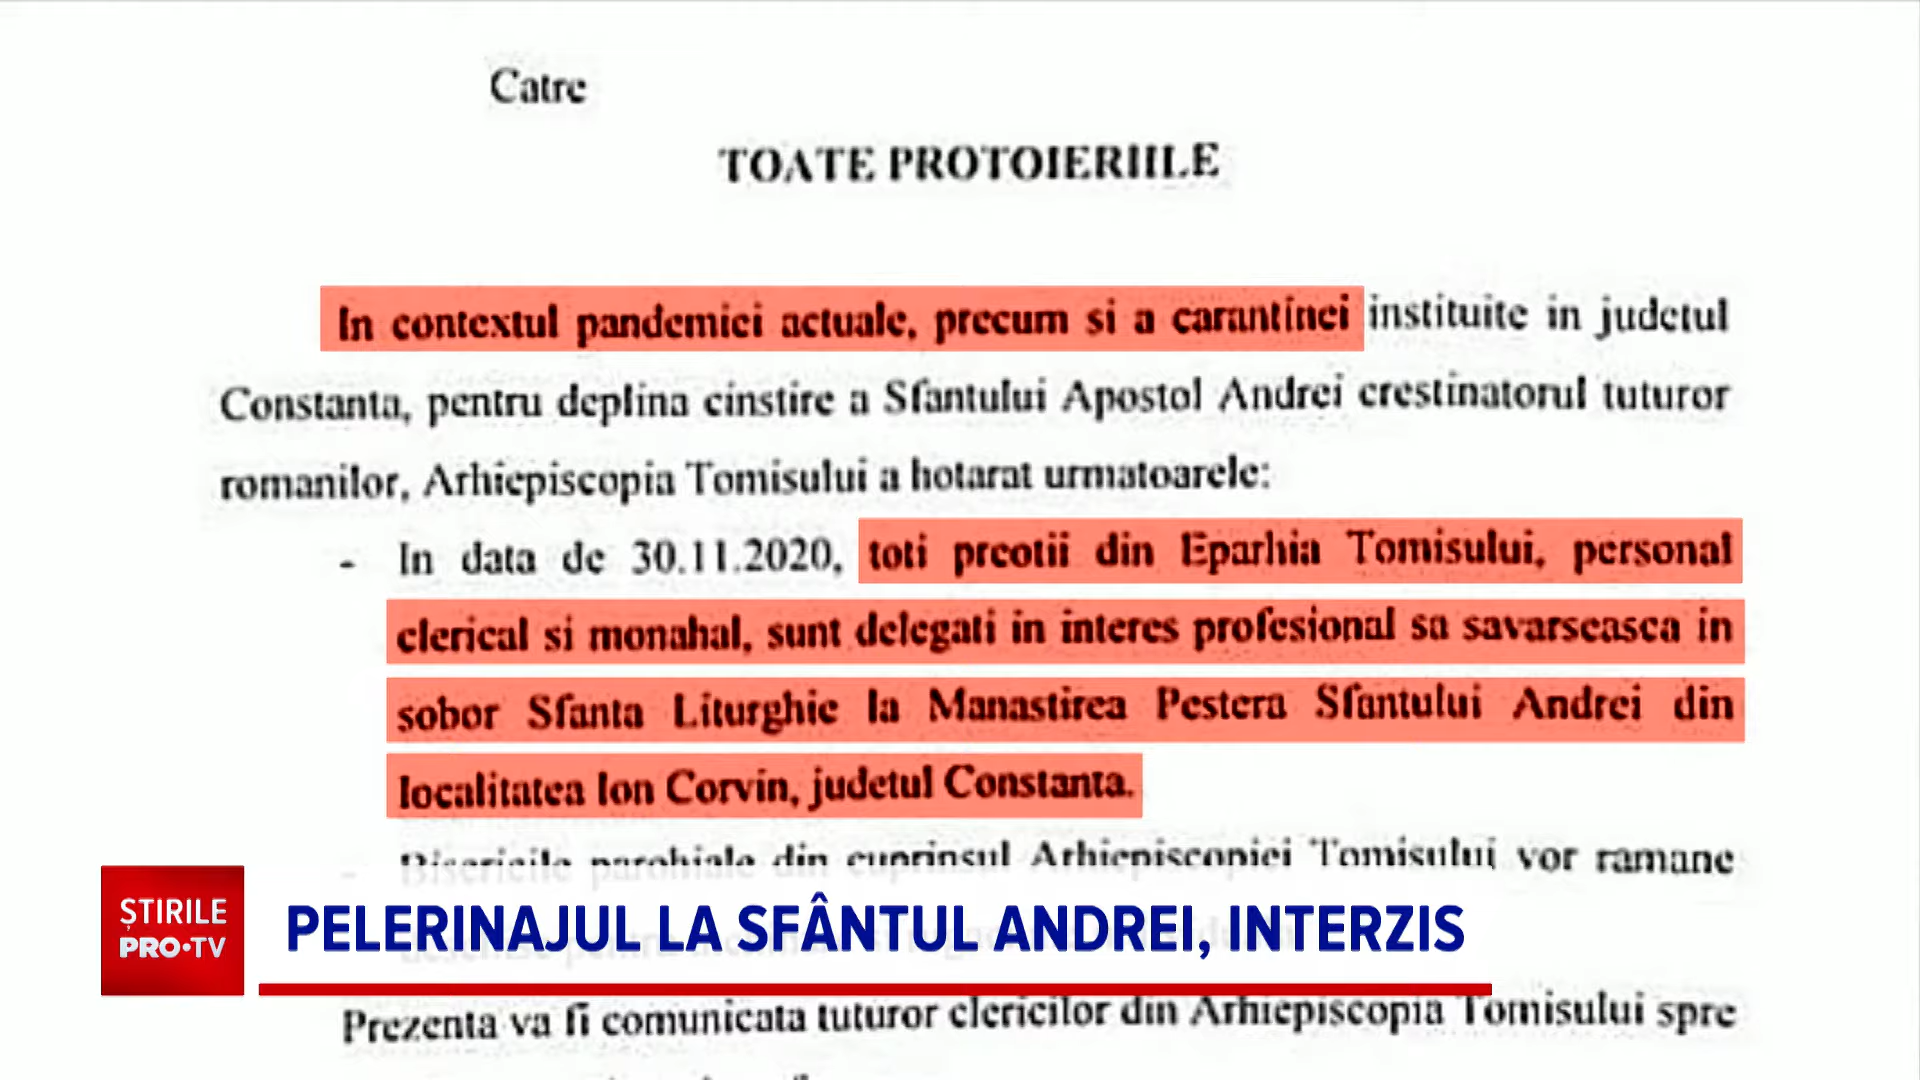 Catre
TOATE PROTOIERIILE
In contextul pandemiei actuale, precum si a carantinei instituite in judetul
Constanta, pentru deplina cinstire a Sfantului Apostol Andrei crestinatorul tuturor
romanilor, Arhiepiscopia Tomisului a hotarat urmatoarele:
- In data de 30.11.2020, toti preotii din Eparhia Tomisului, personal
clerical si monahal, sunt delegati in interes profesional sa savarseasca in
sobor Sfanta Liturghie la Manastirea Pestera Sfantului Andrei din
localitatea Ion Corvin, judetul Constanta.
- Bisericile parohiale din cuprinsul Arhiepiscopiei Tomisului vor ramane
ȘTIRILE
PRO•TV
PELERINAJUL LA SFÂNTUL ANDREI, INTERZIS
Prezenta va fi comunicata tuturor clericilor din Arhiepiscopia Tomisului spre